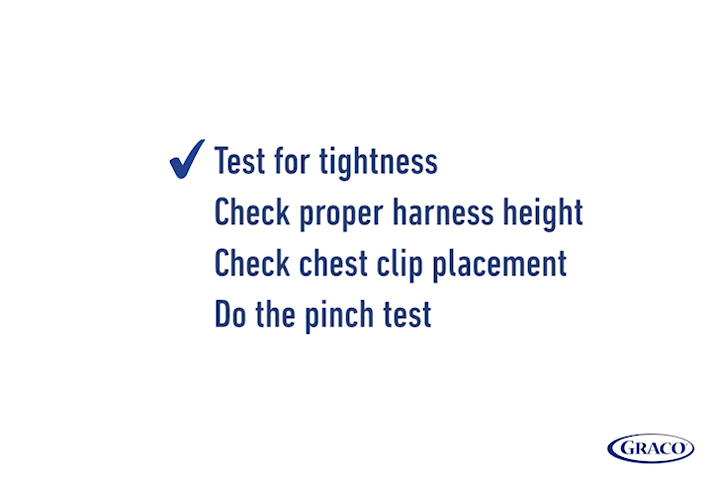 ✓ Test for tightness
Check proper harness height
Check chest clip placement
Do the pinch test
GRACO